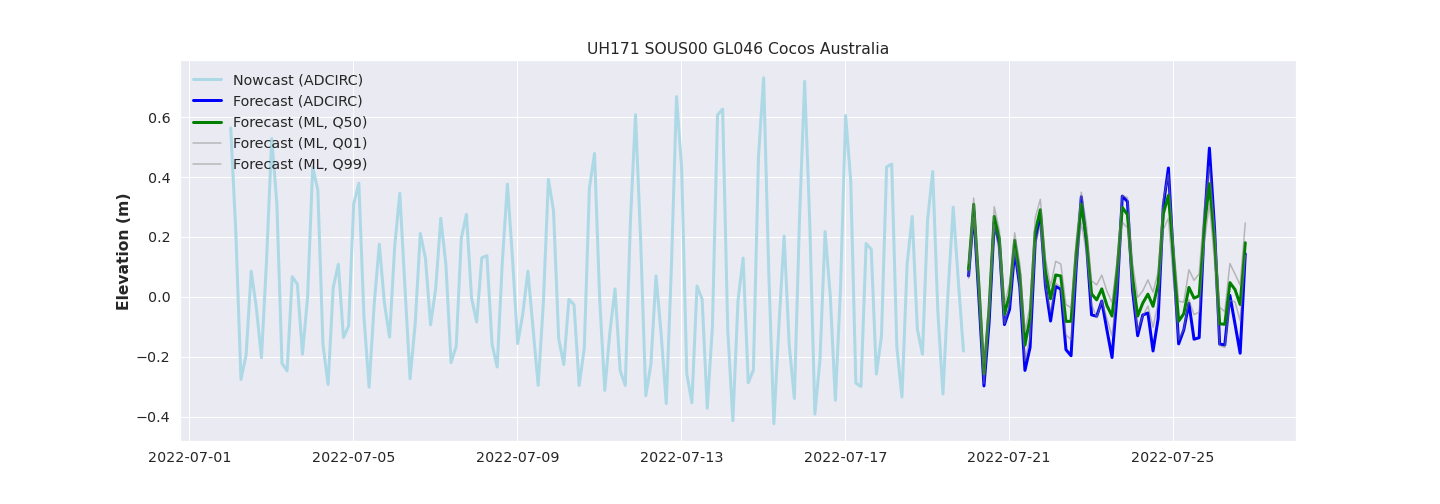 UH171 SOUS00 GL046 Cocos Australia
Nowcast (ADCIRC)
Forecast (ADCIRC)
Forecast (ML, Q50)
Forecast (ML, Q01)
Forecast (ML, Q99)
Elevation (m)
0.6
0.4
0.2
0.0
−0.2
−0.4
2022-07-01 2022-07-05 2022-07-09 2022-07-13 2022-07-17 2022-07-21 2022-07-25